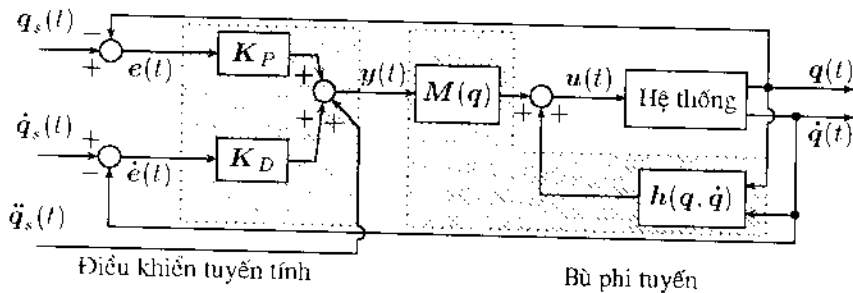 q_s(t)
−
+
e(t)
K_P
+
+
y(t)
M(q)
+
+
u(t)
Hệ thống
q(t)
q̇(t)
q̇_s(t)
+
−
ė(t)
K_D
+
h(q, q̇)
q̈_s(t)
Điều khiển tuyến tính
Bù phi tuyến